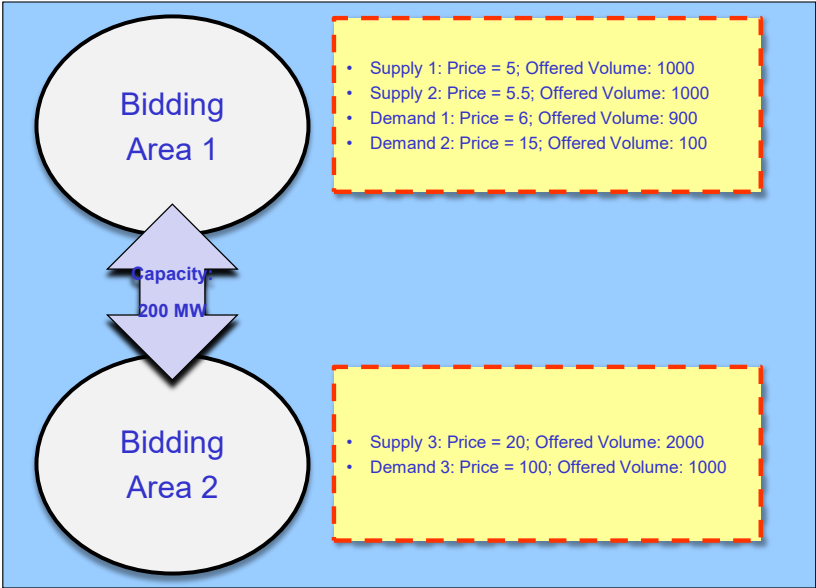 Bidding
Area 1
• Supply 1: Price = 5; Offered Volume: 1000
• Supply 2: Price = 5.5; Offered Volume: 1000
• Demand 1: Price = 6; Offered Volume: 900
• Demand 2: Price = 15; Offered Volume: 100
Capacity:
200 MW
Bidding
Area 2
• Supply 3: Price = 20; Offered Volume: 2000
• Demand 3: Price = 100; Offered Volume: 1000